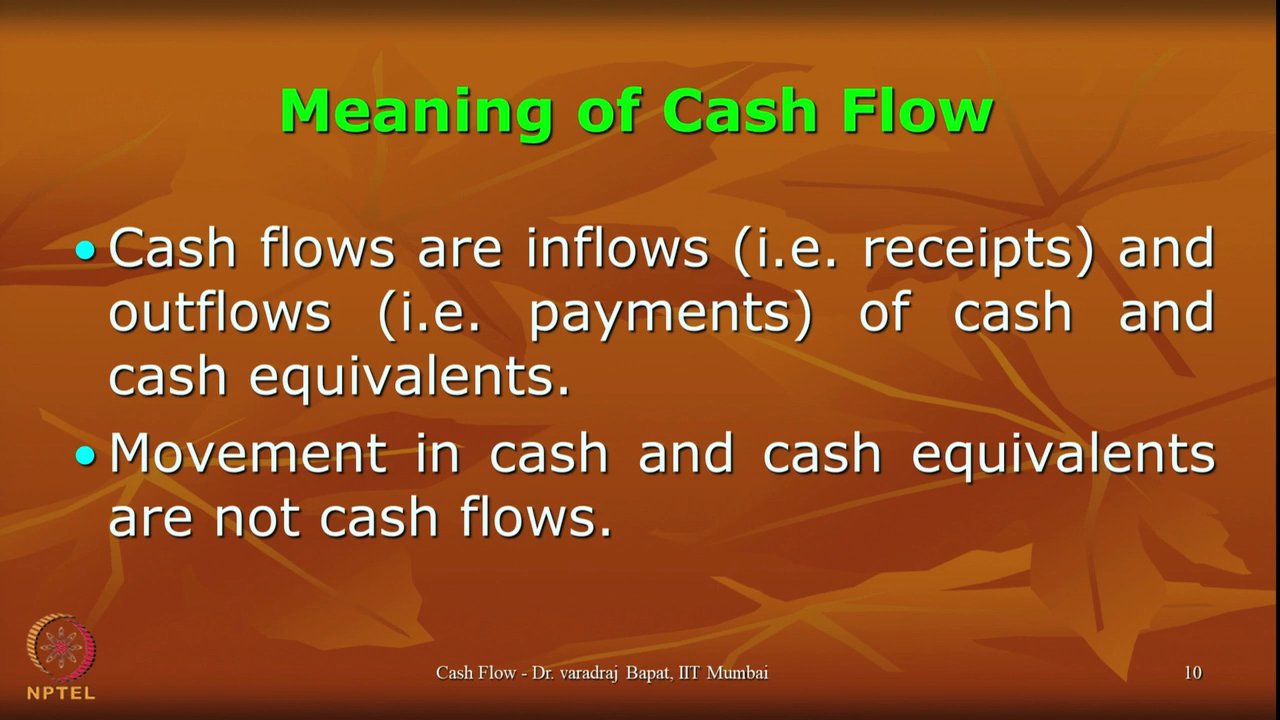 Meaning of Cash Flow
• Cash flows are inflows (i.e. receipts) and
outflows (i.e. payments) of cash and
cash equivalents.
• Movement in cash and cash equivalents
are not cash flows.
NPTEL
Cash Flow - Dr. varadraj Bapat, IIT Mumbai
10